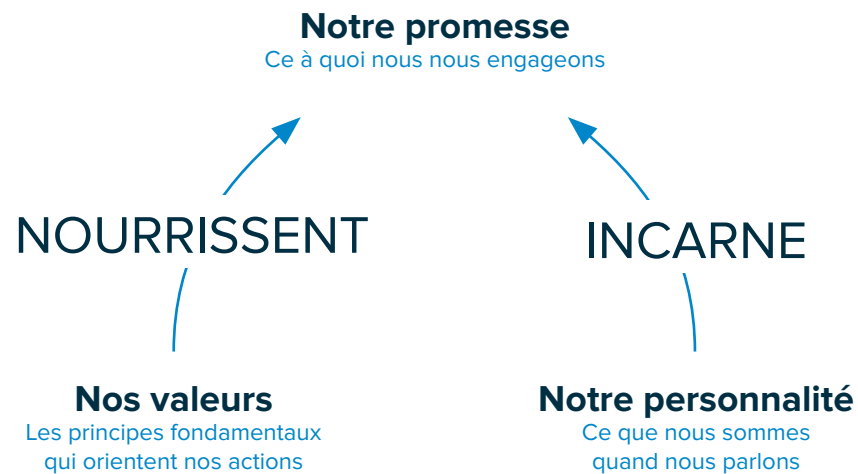 Notre promesse
Ce à quoi nous nous engageons
NOURRISSENT
INCARNE
Nos valeurs
Les principes fondamentaux
qui orientent nos actions
Notre personnalité
Ce que nous sommes
quand nous parlons